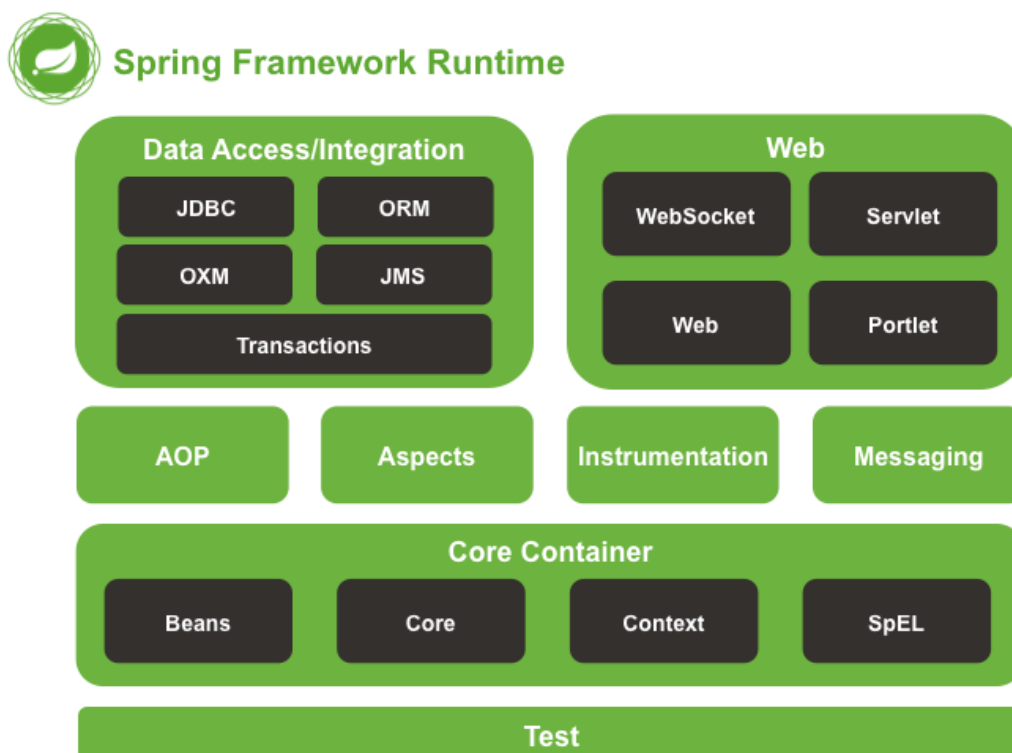 Spring Framework Runtime
Data Access/Integration
JDBC
ORM
OXM
JMS
Transactions
Web
WebSocket
Servlet
Web
Portlet
AOP
Aspects
Instrumentation
Messaging
Core Container
Beans
Core
Context
SpEL
Test